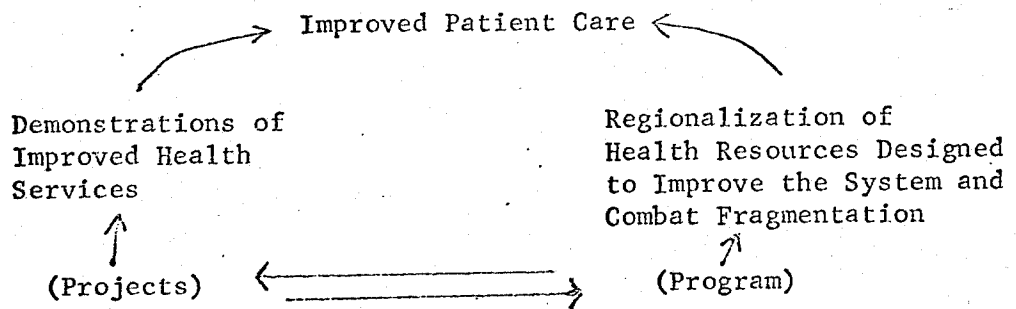 Improved Patient Care
Demonstrations of
Improved Health
Services
Regionalization of
Health Resources Designed
to Improve the System and
Combat Fragmentation
(Projects)
(Program)